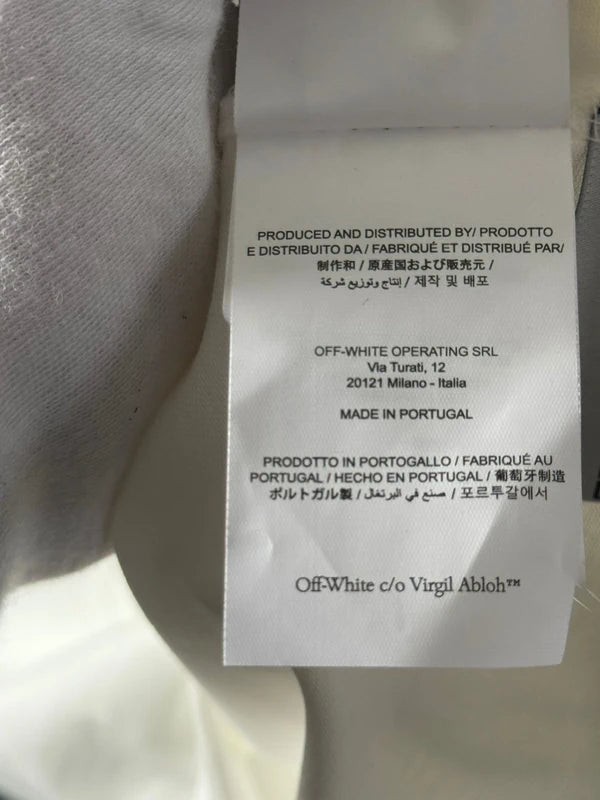 PRODUCED AND DISTRIBUTED BY/ PRODOTTO
E DISTRIBUITO DA / FABRIQUÉ ET DISTRIBUÉ PAR/
制作和 / 原産国および販売元 /
إنتاج وتوزيع شركة / 제작 및 배포
OFF-WHITE OPERATING SRL
Via Turati, 12
20121 Milano - Italia
MADE IN PORTUGAL
PRODOTTO IN PORTOGALLO / FABRIQUÉ AU
PORTUGAL / HECHO EN PORTUGAL / 葡萄牙制造
ポルトガル製 / صنع في البرتغال / 포르투갈에서
Off-White c/o Virgil Abloh™